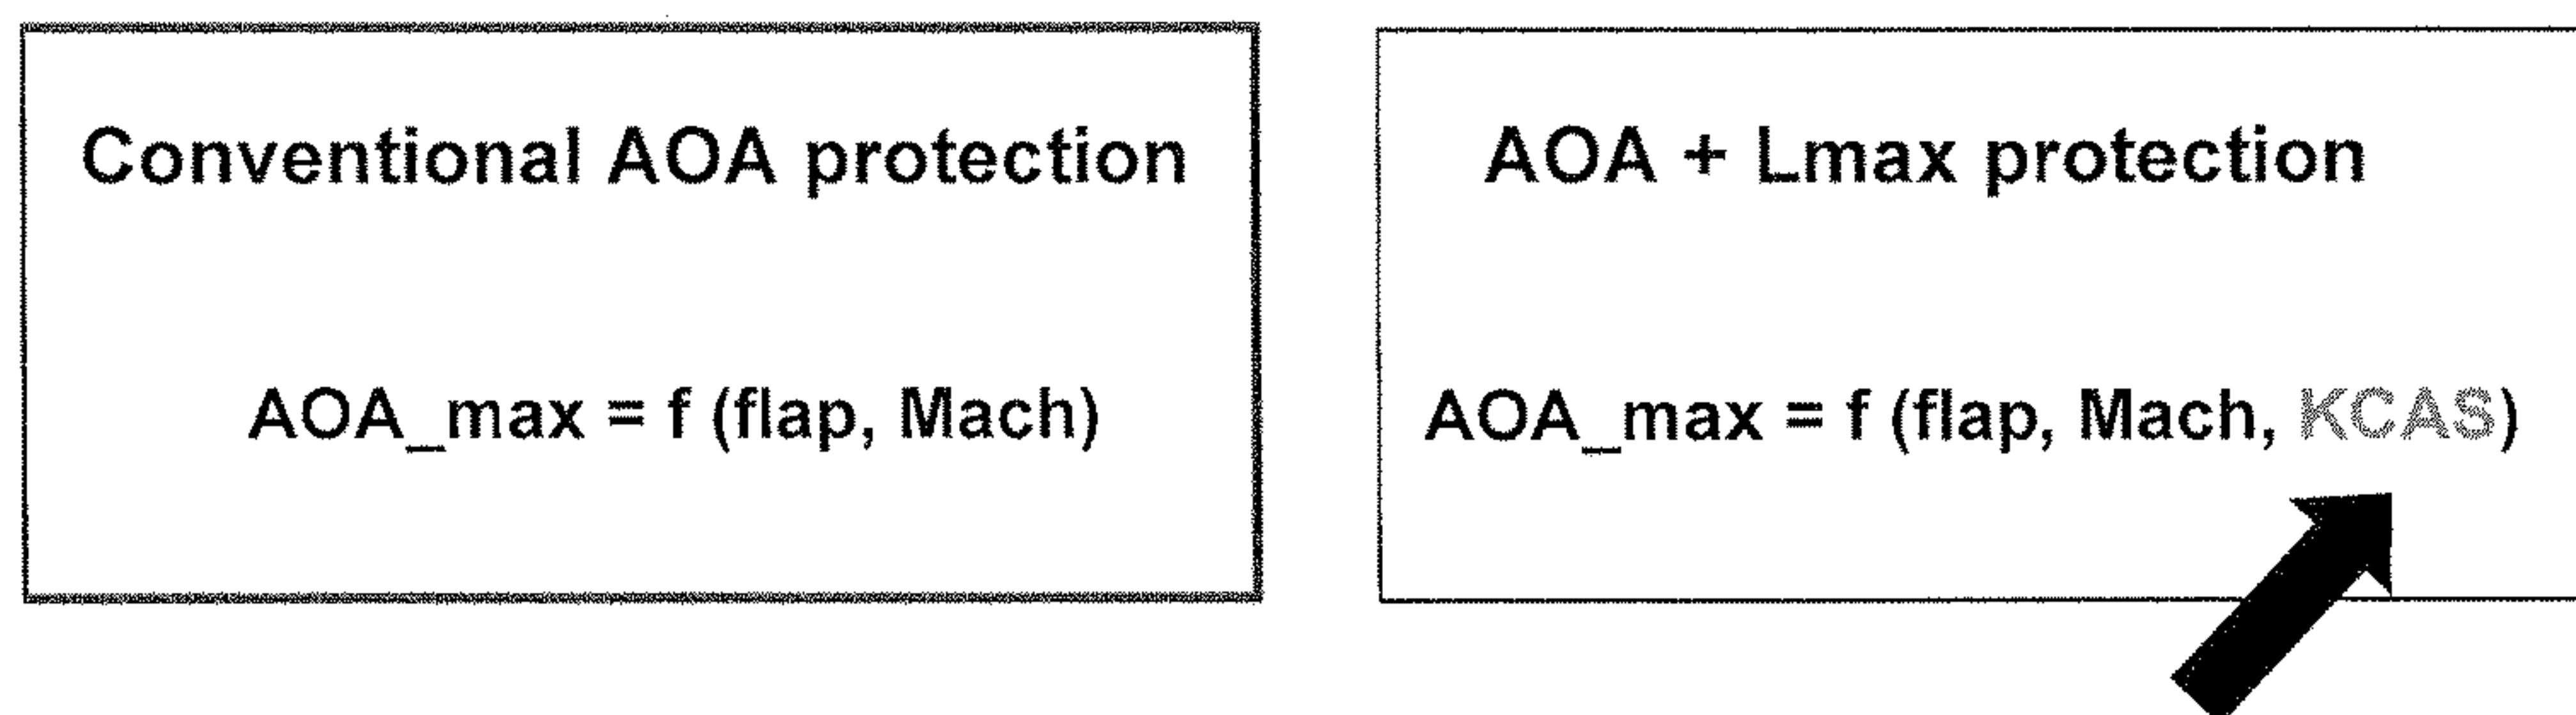 Conventional AOA protection
AOA_max = f (flap, Mach)
AOA + Lmax protection
AOA_max = f (flap, Mach, KCAS)